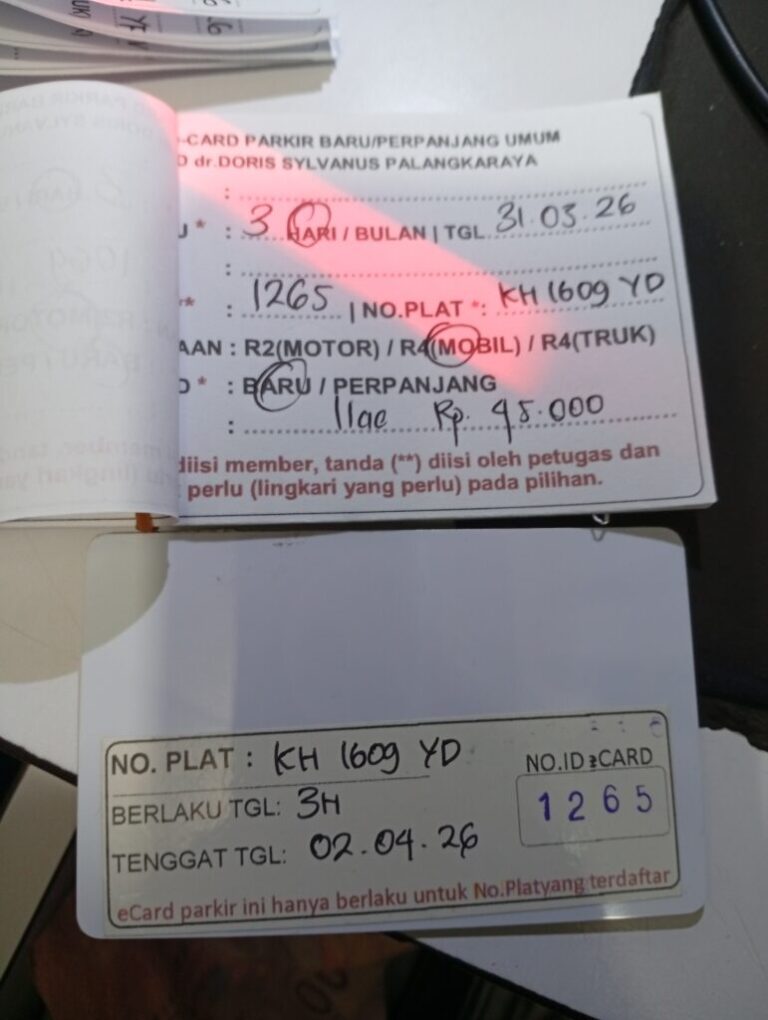 -CARD PARKIR BARU/PERPANJANG UMUM
D dr.DORIS SYLVANUS PALANGKARAYA
:
U * : 3 HARI / BULAN | TGL 31.03.26
:
* : 1265 | NO.PLAT *: KH 1609 YD
AAN : R2(MOTOR) / R4(MOBIL) / R4(TRUK)
D * : BARU / PERPANJANG
: Rp. 45.000
diisi member, tanda (**) diisi oleh petugas dan
perlu (lingkari yang perlu) pada pilihan.
NO. PLAT : KH 1609 YD
NO.ID CARD
BERLAKU TGL: 3H
1265
TENGGAT TGL: 02.04.26
eCard parkir ini hanya berlaku untuk No.Platyang terdaftar